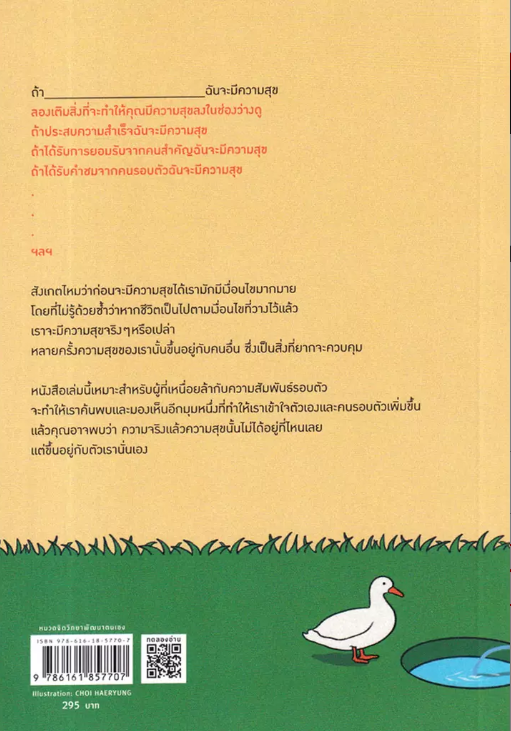 ถ้า____________________ฉันจะมีความสุข
ลองเติมสิ่งที่จะทำให้คุณมีความสุขลงในช่องว่างดู
ถ้าประสบความสำเร็จฉันจะมีความสุข
ถ้าได้รับการยอมรับจากคนสำคัญฉันจะมีความสุข
ถ้าได้รับคำชมจากคนรอบตัวฉันจะมีความสุข
.
.
.
ฯลฯ
สังเกตไหมว่าก่อนจะมีความสุขได้เรามักมีเงื่อนไขมากมาย
โดยที่ไม่รู้ด้วยซ้ำว่าหากชีวิตเป็นไปตามเงื่อนไขที่วางไว้แล้ว
เราจะมีความสุขจริงๆหรือเปล่า
หลายครั้งความสุขของเรานั้นขึ้นอยู่กับคนอื่น ซึ่งเป็นสิ่งที่ยากจะควบคุม
หนังสือเล่มนี้เหมาะสำหรับผู้ที่เหนื่อยล้ากับความสัมพันธ์รอบตัว
จะทำให้เราค้นพบและมองเห็นอีกมุมหนึ่งที่ทำให้เราเข้าใจตัวเองและคนรอบตัวเพิ่มขึ้น
แล้วคุณอาจพบว่า ความจริงแล้วความสุขนั้นไม่ได้อยู่ที่ไหนเลย
แต่ขึ้นอยู่กับตัวเรานั่นเอง
หมวดจิตวิทยาพัฒนาตนเอง
ISBN 978-616-18-5770-7
ทดลองอ่าน
9 786161 857707
Illustration: CHOI HAERYUNG
295 บาท